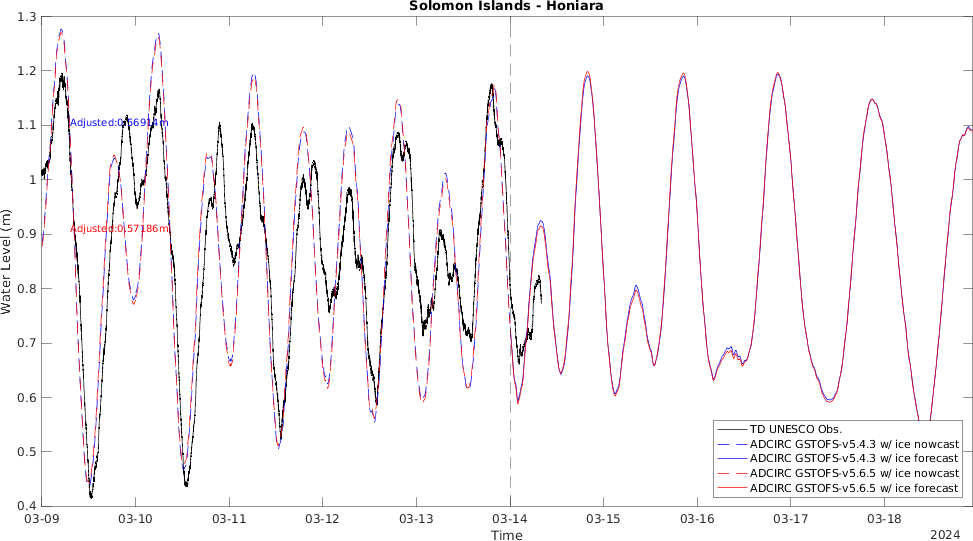 Solomon Islands - Honiara
1.3
1.2
1.1
1
0.9
0.8
0.7
0.6
0.5
0.4
Water Level (m)
Adjusted:0.56914m
Adjusted:0.57186m
TD UNESCO Obs.
ADCIRC GSTOFS-v5.4.3 w/ ice nowcast
ADCIRC GSTOFS-v5.4.3 w/ ice forecast
ADCIRC GSTOFS-v5.6.5 w/ ice nowcast
ADCIRC GSTOFS-v5.6.5 w/ ice forecast
03-09 03-10 03-11 03-12 03-13 03-14 03-15 03-16 03-17 03-18
Time
2024